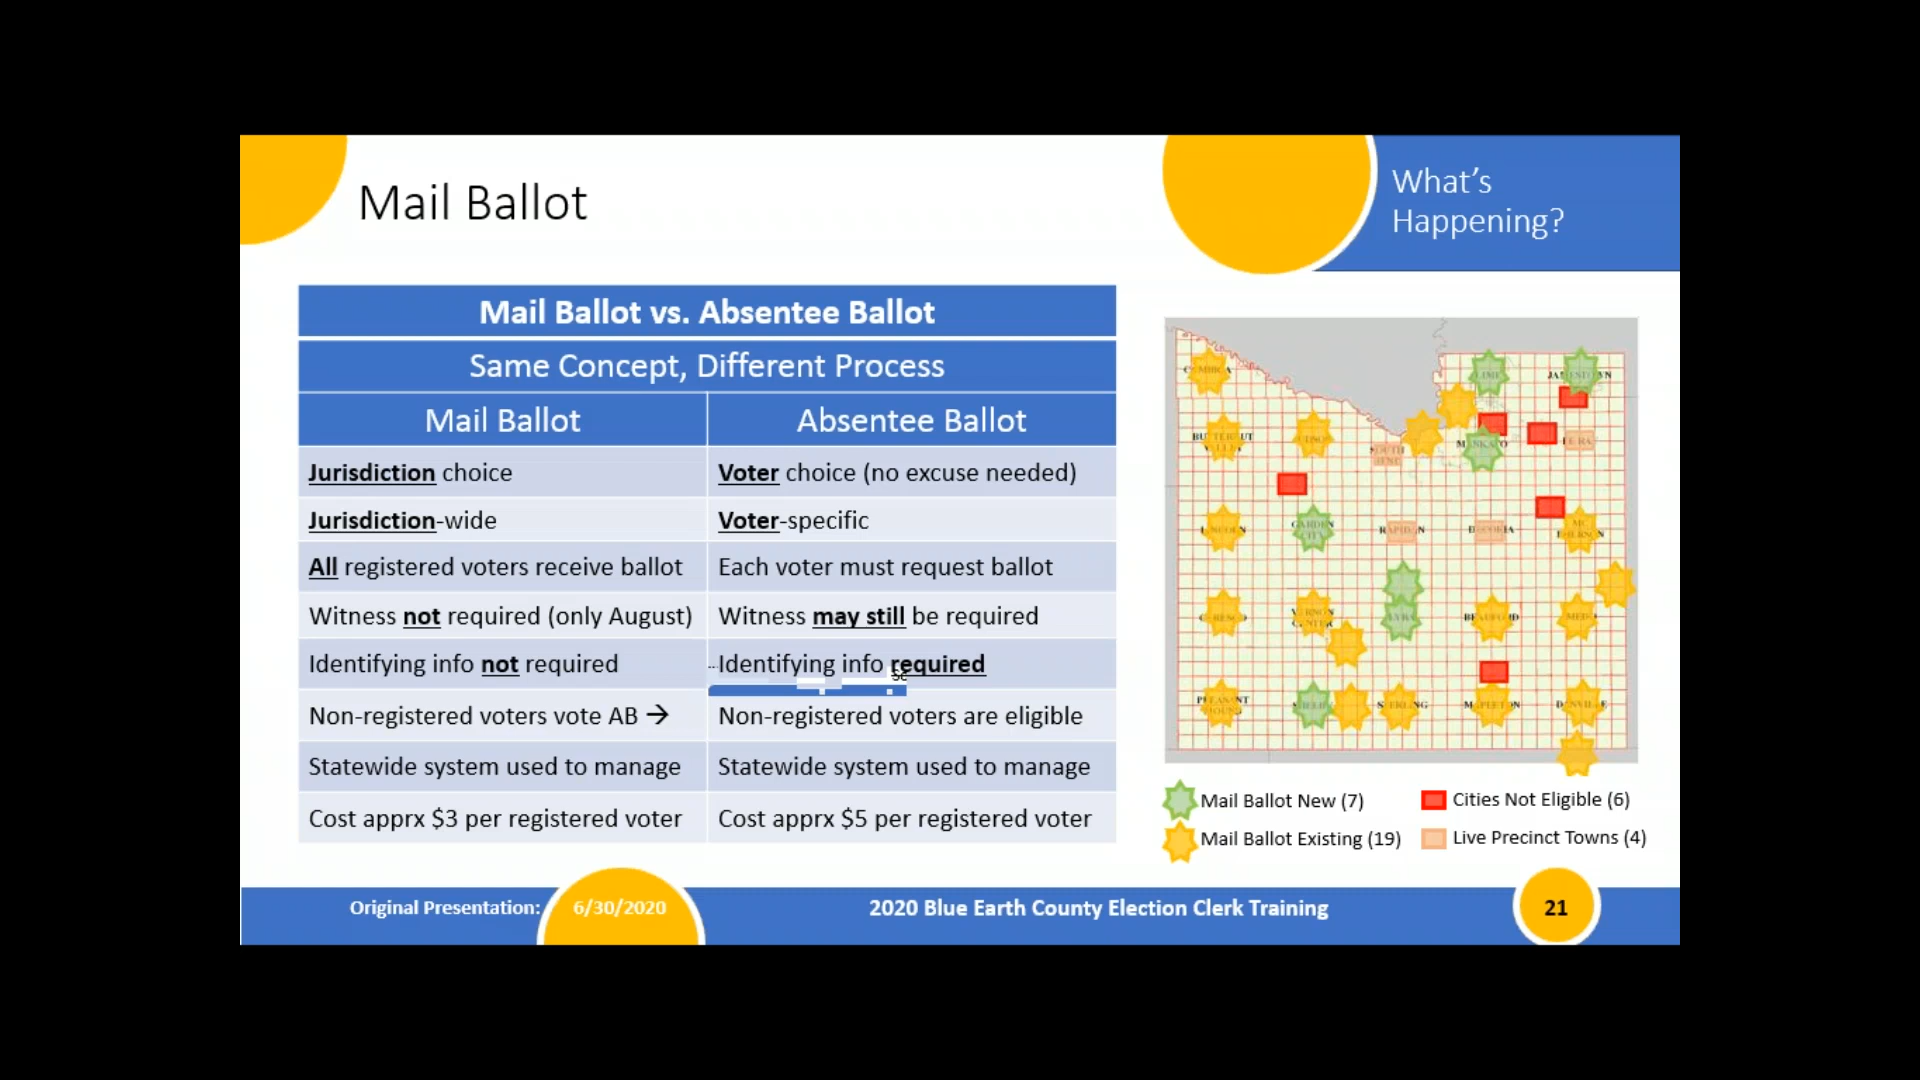 Mail Ballot
What's
Happening?
Mail Ballot vs. Absentee Ballot
Same Concept, Different Process
Mail Ballot
Absentee Ballot
Jurisdiction choice
Voter choice (no excuse needed)
Jurisdiction-wide
Voter-specific
All registered voters receive ballot
Each voter must request ballot
Witness not required (only August)
Witness may still be required
Identifying info not required
Identifying info required
Non-registered voters vote AB →
Non-registered voters are eligible
Statewide system used to manage
Statewide system used to manage
Cost apprx $3 per registered voter
Cost apprx $5 per registered voter
GARDEN
CITY
RAPIDAN
VERNON
CENTER
Mail Ballot New (7)
Cities Not Eligible (6)
Mail Ballot Existing (19)
Live Precinct Towns (4)
Original Presentation:
6/30/2020
2020 Blue Earth County Election Clerk Training
21